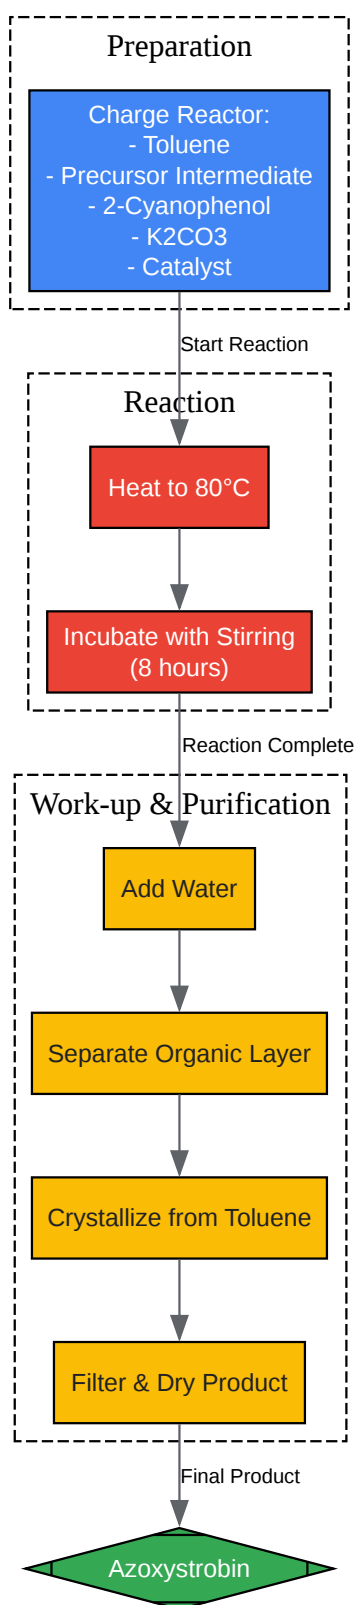 Preparation
Charge Reactor:
- Toluene
- Precursor Intermediate
- 2-Cyanophenol
- K2CO3
- Catalyst
Start Reaction
Reaction
Heat to 80°C
Incubate with Stirring
(8 hours)
Reaction Complete
Work-up & Purification
Add Water
Separate Organic Layer
Crystallize from Toluene
Filter & Dry Product
Final Product
Azoxystrobin